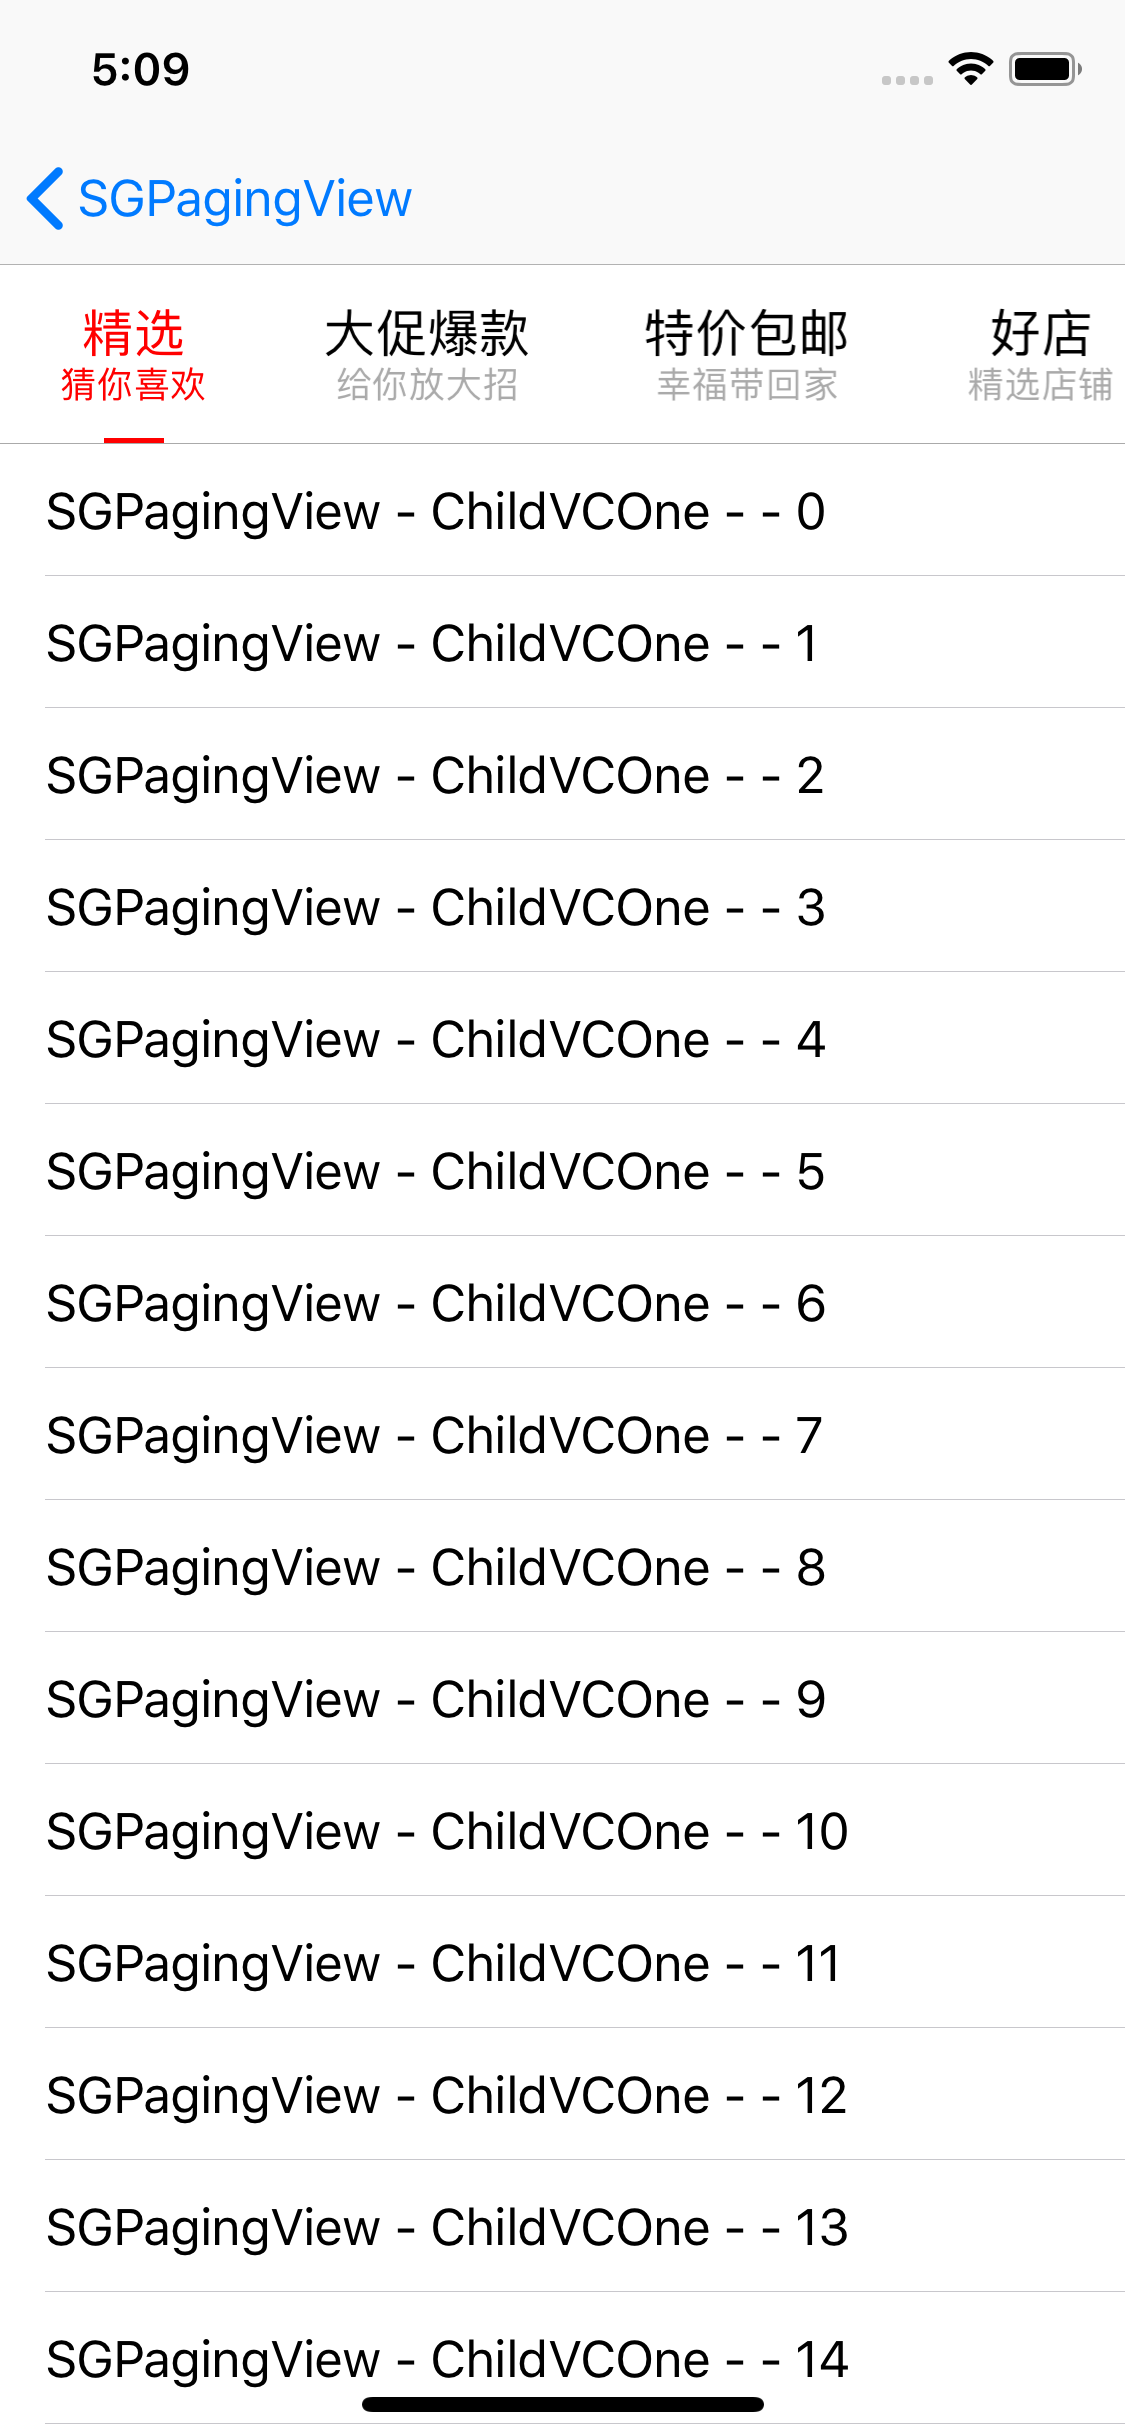 5:09
SGPagingView
精选 大促爆款 特价包邮 好店
猜你喜欢 给你放大招 幸福带回家 精选店铺
SGPagingView - ChildVCOne - - 0
SGPagingView - ChildVCOne - - 1
SGPagingView - ChildVCOne - - 2
SGPagingView - ChildVCOne - - 3
SGPagingView - ChildVCOne - - 4
SGPagingView - ChildVCOne - - 5
SGPagingView - ChildVCOne - - 6
SGPagingView - ChildVCOne - - 7
SGPagingView - ChildVCOne - - 8
SGPagingView - ChildVCOne - - 9
SGPagingView - ChildVCOne - - 10
SGPagingView - ChildVCOne - - 11
SGPagingView - ChildVCOne - - 12
SGPagingView - ChildVCOne - - 13
SGPagingView - ChildVCOne - - 14